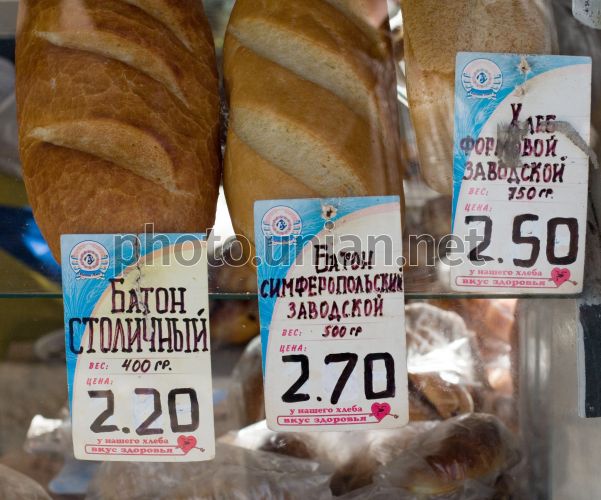 Батон
СТОЛИЧНЫЙ
ВЕС: 400 гр.
ЦЕНА:
2.20
у нашего хлеба
вкус здоровья
Батон
СИМФЕРОПОЛЬСКИЙ
ЗАВОДСКОЙ
ВЕС: 500 гр
ЦЕНА:
2.70
у нашего хлеба
вкус здоровья
Хлеб
ФОРМОВОЙ
ЗАВОДСКОЙ
ВЕС: 750 гр.
ЦЕНА:
2.50
у нашего хлеба
вкус здоровья
photo.unian.net